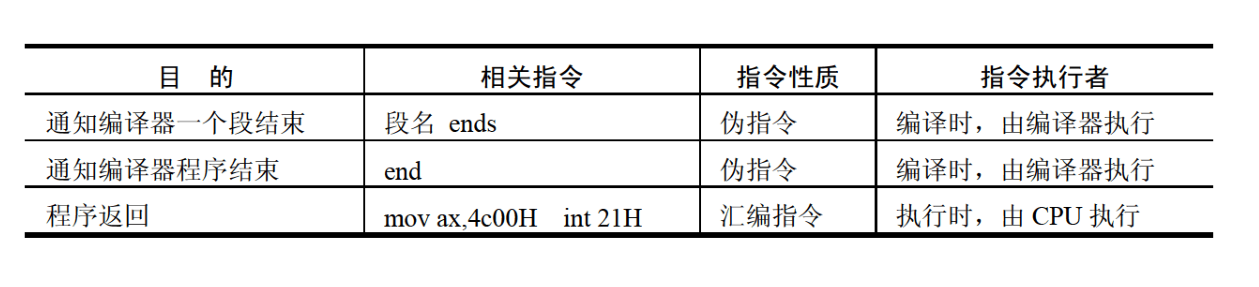 目 的 相关指令 指令性质 指令执行者
通知编译器一个段结束 段名 ends 伪指令 编译时，由编译器执行
通知编译器程序结束 end 伪指令 编译时，由编译器执行
程序返回 mov ax,4c00H int 21H 汇编指令 执行时，由 CPU 执行